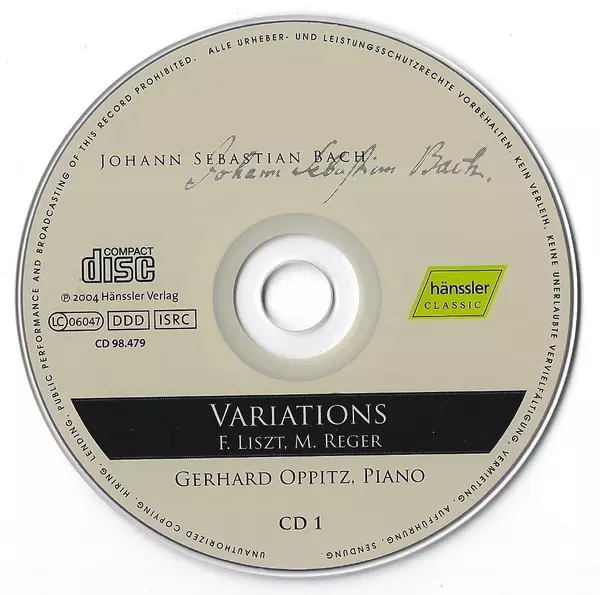 ALLE URHEBER- UND LEISTUNGSSCHUTZRECHTE VORBEHALTEN. KEIN VERLEIH, KEINE UNERLAUBTE VERVIELFÄLTIGUNG, VERMIETUNG, AUFFÜHRUNG, SENDUNG.
UNAUTHORIZED COPYING, HIRING, LENDING, PUBLIC PERFORMANCE AND BROADCASTING OF THIS RECORD PROHIBITED.
JOHANN SEBASTIAN BACH
Johann Sebastian Bach.
COMPACT
disc
℗ 2004 Hänssler Verlag
LC 06047 DDD ISRC
CD 98.479
hänssler
CLASSIC
VARIATIONS
F. LISZT, M. REGER
GERHARD OPPITZ, PIANO
CD 1